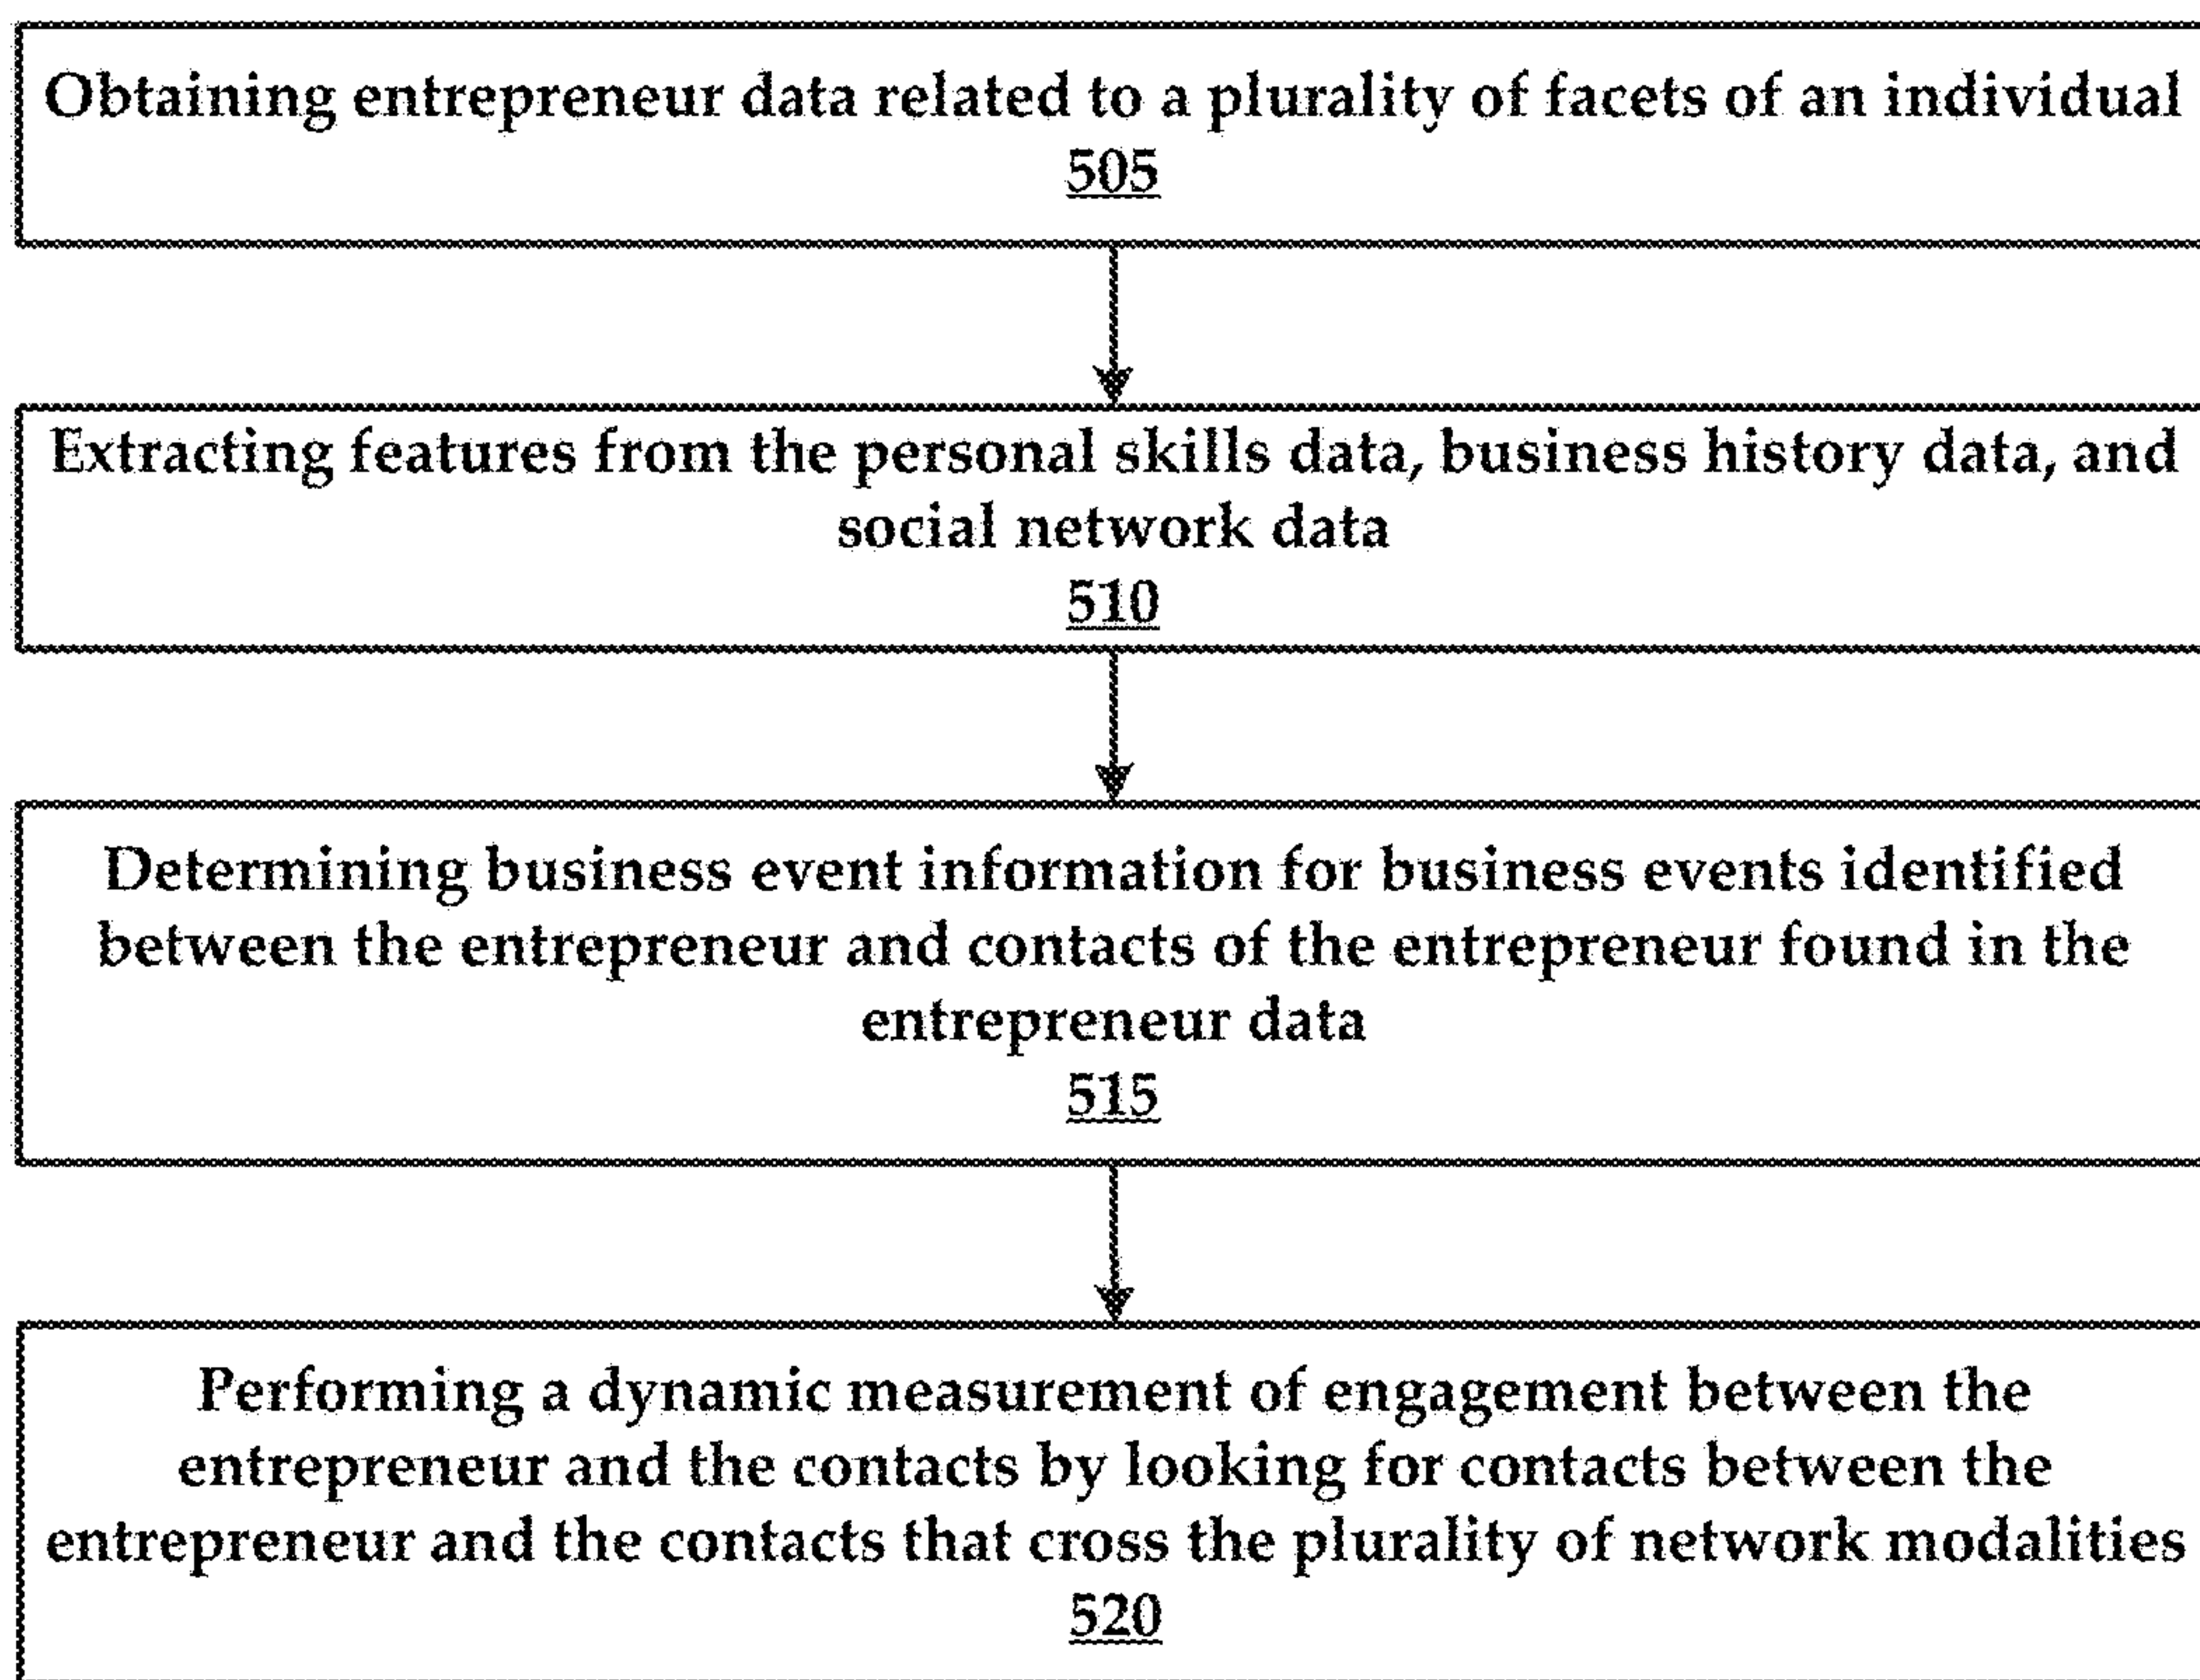 Obtaining entrepreneur data related to a plurality of facets of an individual
505
Extracting features from the personal skills data, business history data, and
social network data
510
Determining business event information for business events identified
between the entrepreneur and contacts of the entrepreneur found in the
entrepreneur data
515
Performing a dynamic measurement of engagement between the
entrepreneur and the contacts by looking for contacts between the
entrepreneur and the contacts that cross the plurality of network modalities
520